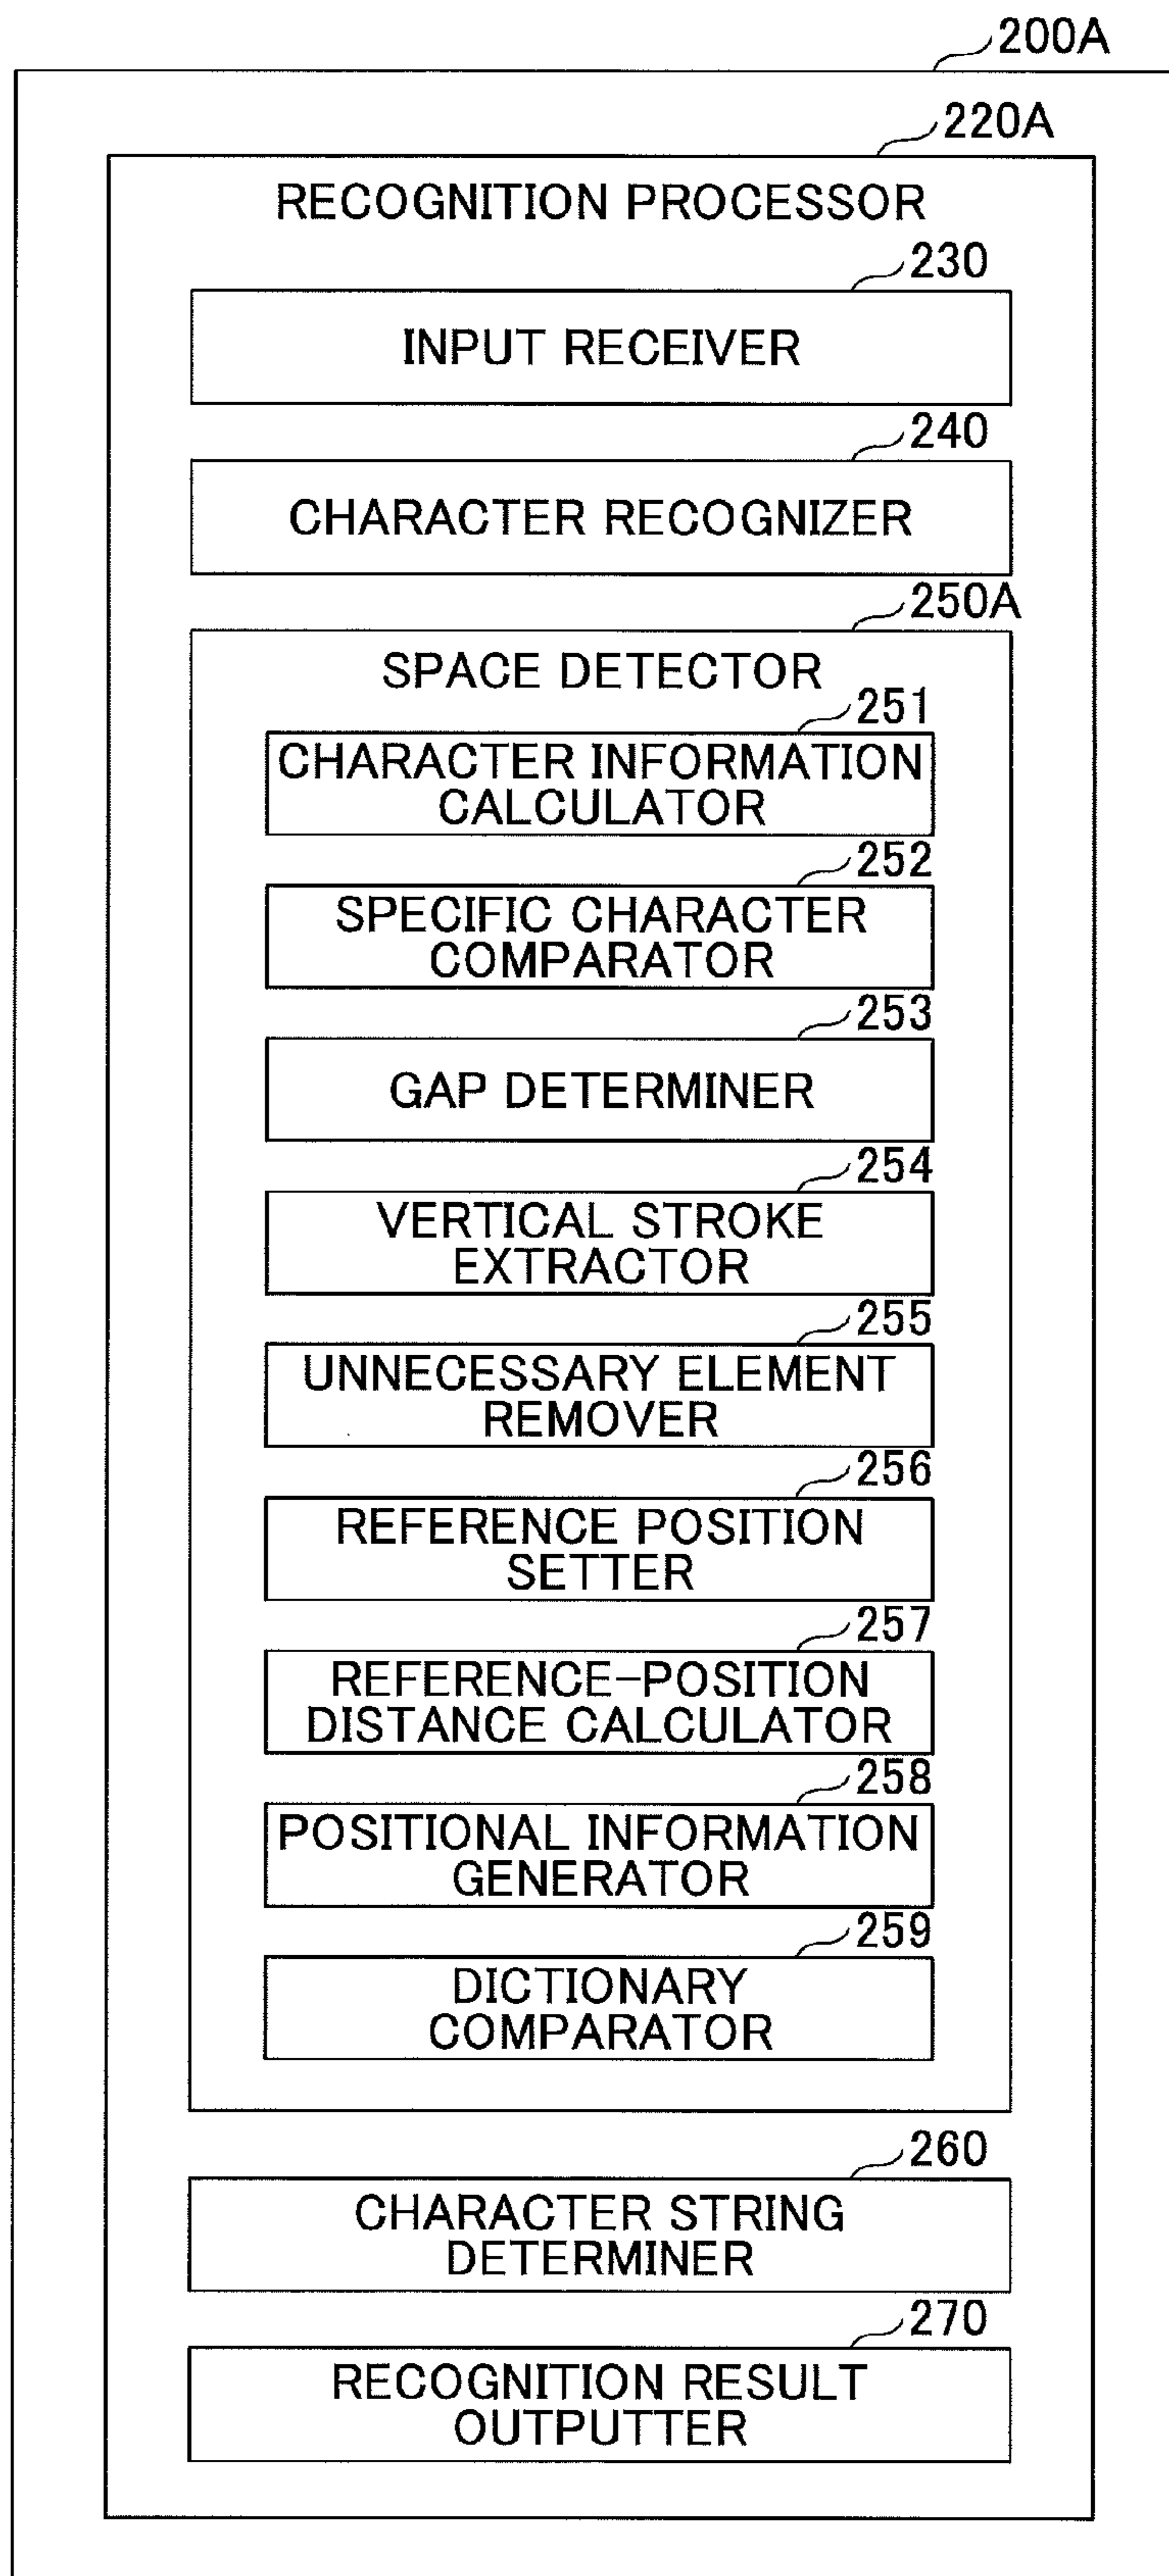 200A
220A
RECOGNITION PROCESSOR
230
INPUT RECEIVER
240
CHARACTER RECOGNIZER
250A
SPACE DETECTOR
251
CHARACTER INFORMATION
CALCULATOR
252
SPECIFIC CHARACTER
COMPARATOR
253
GAP DETERMINER
254
VERTICAL STROKE
EXTRACTOR
255
UNNECESSARY ELEMENT
REMOVER
256
REFERENCE POSITION
SETTER
257
REFERENCE-POSITION
DISTANCE CALCULATOR
258
POSITIONAL INFORMATION
GENERATOR
259
DICTIONARY
COMPARATOR
260
CHARACTER STRING
DETERMINER
270
RECOGNITION RESULT
OUTPUTTER